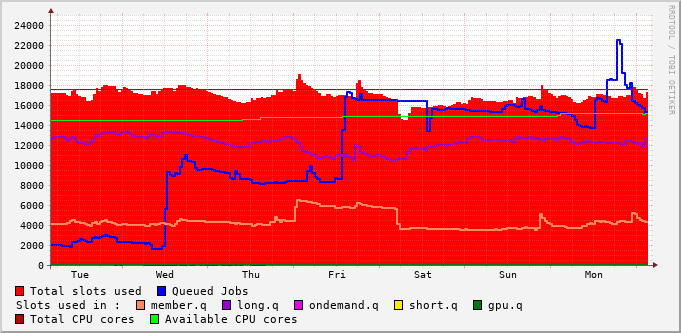 RRDTOOL / TOBI OETIKER
24000
22000
20000
18000
16000
14000
12000
10000
8000
6000
4000
2000
0
Tue Wed Thu Fri Sat Sun Mon
Total slots used Queued Jobs
Slots used in : member.q long.q ondemand.q short.q gpu.q
Total CPU cores Available CPU cores